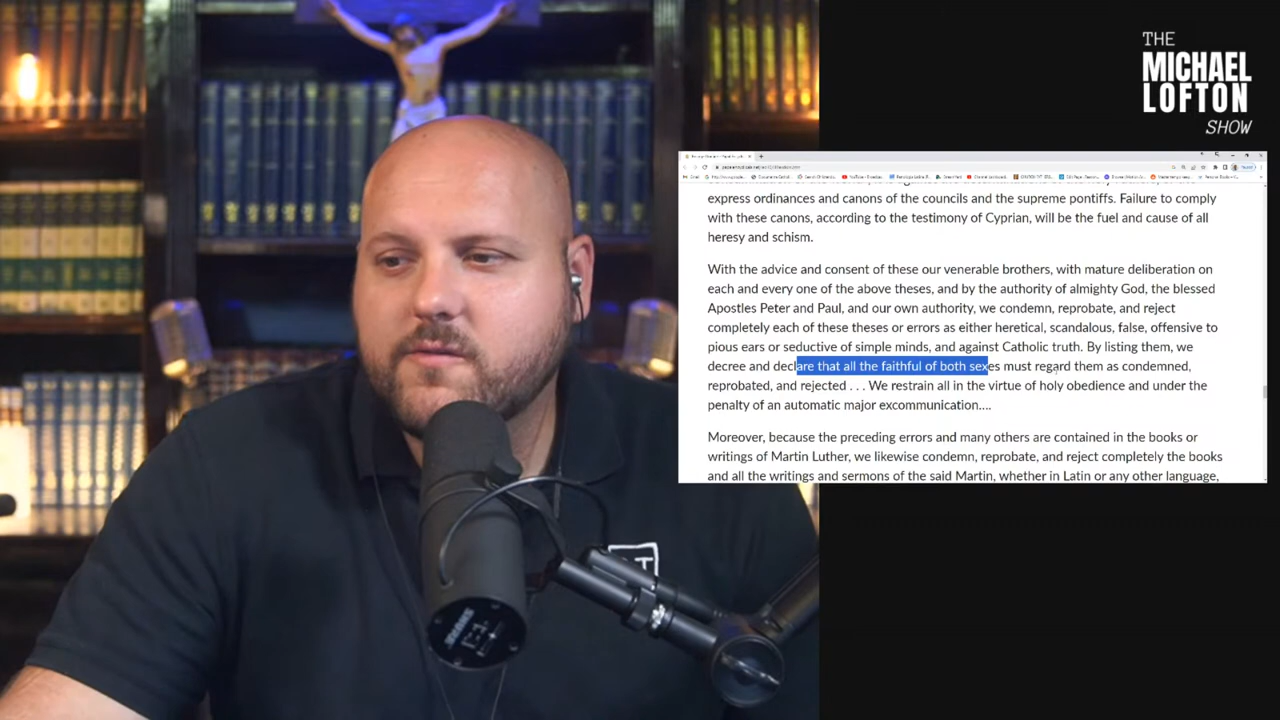 THE
MICHAEL
LOFTON
SHOW
express ordinances and canons of the councils and the supreme pontiffs. Failure to comply
with these canons, according to the testimony of Cyprian, will be the fuel and cause of all
heresy and schism.
With the advice and consent of these our venerable brothers, with mature deliberation on
each and every one of the above theses, and by the authority of almighty God, the blessed
Apostles Peter and Paul, and our own authority, we condemn, reprobate, and reject
completely each of these theses or errors as either heretical, scandalous, false, offensive to
pious ears or seductive of simple minds, and against Catholic truth. By listing them, we
decree and declare that all the faithful of both sexes must regard them as condemned,
reprobated, and rejected . . . We restrain all in the virtue of holy obedience and under the
penalty of an automatic major excommunication....
Moreover, because the preceding errors and many others are contained in the books or
writings of Martin Luther, we likewise condemn, reprobate, and reject completely the books
and all the writings and sermons of the said Martin, whether in Latin or any other language,